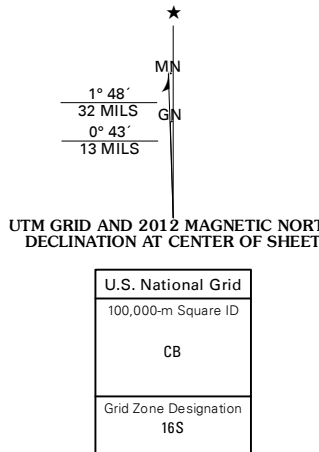 ★
MN
1° 48´
32 MILS
GN
0° 43´
13 MILS
UTM GRID AND 2012 MAGNETIC NORT
DECLINATION AT CENTER OF SHEET
U.S. National Grid
100,000-m Square ID
CB
Grid Zone Designation
16S